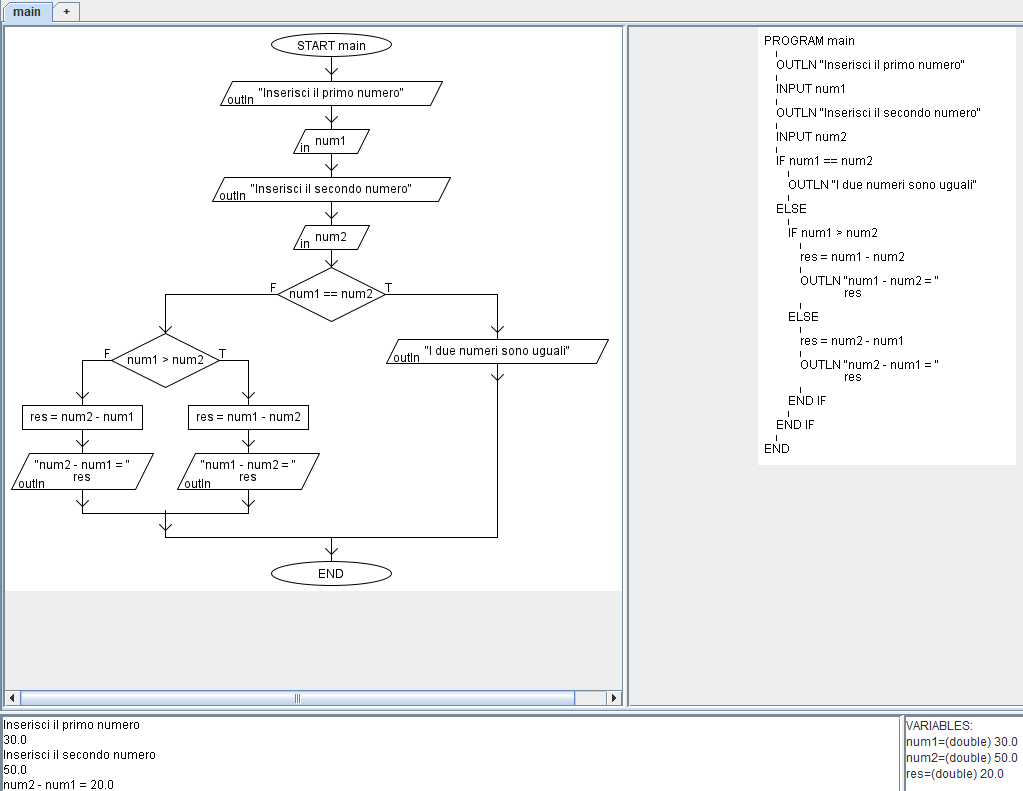 main
+
START main
"Inserisci il primo numero"
outln
num1
in
"Inserisci il secondo numero"
outln
num2
in
F
num1 == num2
T
F
num1 > num2
T
"I due numeri sono uguali"
outln
res = num2 - num1
res = num1 - num2
"num2 - num1 = "
res
outln
"num1 - num2 = "
res
outln
END
PROGRAM main
OUTLN "Inserisci il primo numero"
INPUT num1
OUTLN "Inserisci il secondo numero"
INPUT num2
IF num1 == num2
OUTLN "I due numeri sono uguali"
ELSE
IF num1 > num2
res = num1 - num2
OUTLN "num1 - num2 = "
res
ELSE
res = num2 - num1
OUTLN "num2 - num1 = "
res
END IF
END IF
END
Inserisci il primo numero
30.0
Inserisci il secondo numero
50.0
num2 - num1 = 20.0
VARIABLES:
num1=(double) 30.0
num2=(double) 50.0
res=(double) 20.0